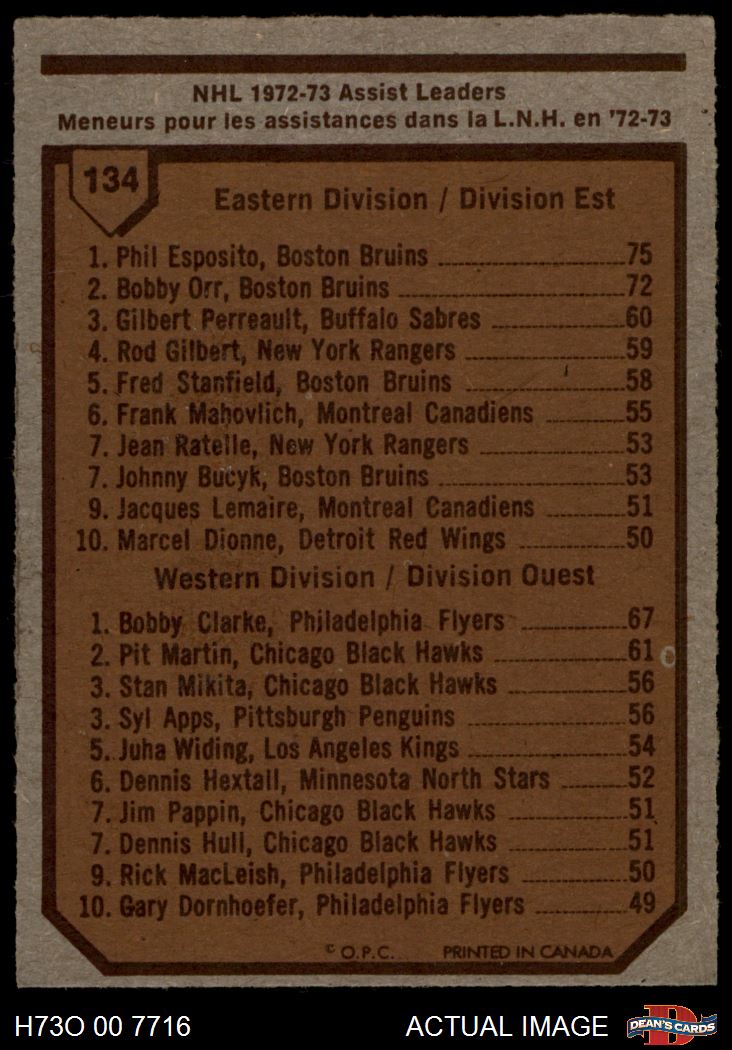 NHL 1972-73 Assist Leaders
Meneurs pour les assistances dans la L.N.H. en '72-73
134
Eastern Division / Division Est
1. Phil Esposito, Boston Bruins 75
2. Bobby Orr, Boston Bruins 72
3. Gilbert Perreault, Buffalo Sabres 60
4. Rod Gilbert, New York Rangers 59
5. Fred Stanfield, Boston Bruins 58
6. Frank Mahovlich, Montreal Canadiens 55
7. Jean Ratelle, New York Rangers 53
7. Johnny Bucyk, Boston Bruins 53
9. Jacques Lemaire, Montreal Canadiens 51
10. Marcel Dionne, Detroit Red Wings 50
Western Division / Division Ouest
1. Bobby Clarke, Philadelphia Flyers 67
2. Pit Martin, Chicago Black Hawks 61
3. Stan Mikita, Chicago Black Hawks 56
3. Syl Apps, Pittsburgh Penguins 56
5. Juha Widing, Los Angeles Kings 54
6. Dennis Hextall, Minnesota North Stars 52
7. Jim Pappin, Chicago Black Hawks 51
7. Dennis Hull, Chicago Black Hawks 51
9. Rick MacLeish, Philadelphia Flyers 50
10. Gary Dornhoefer, Philadelphia Flyers 49
© O.P.C. PRINTED IN CANADA
H73O 00 7716 ACTUAL IMAGE DEAN'S CARDS